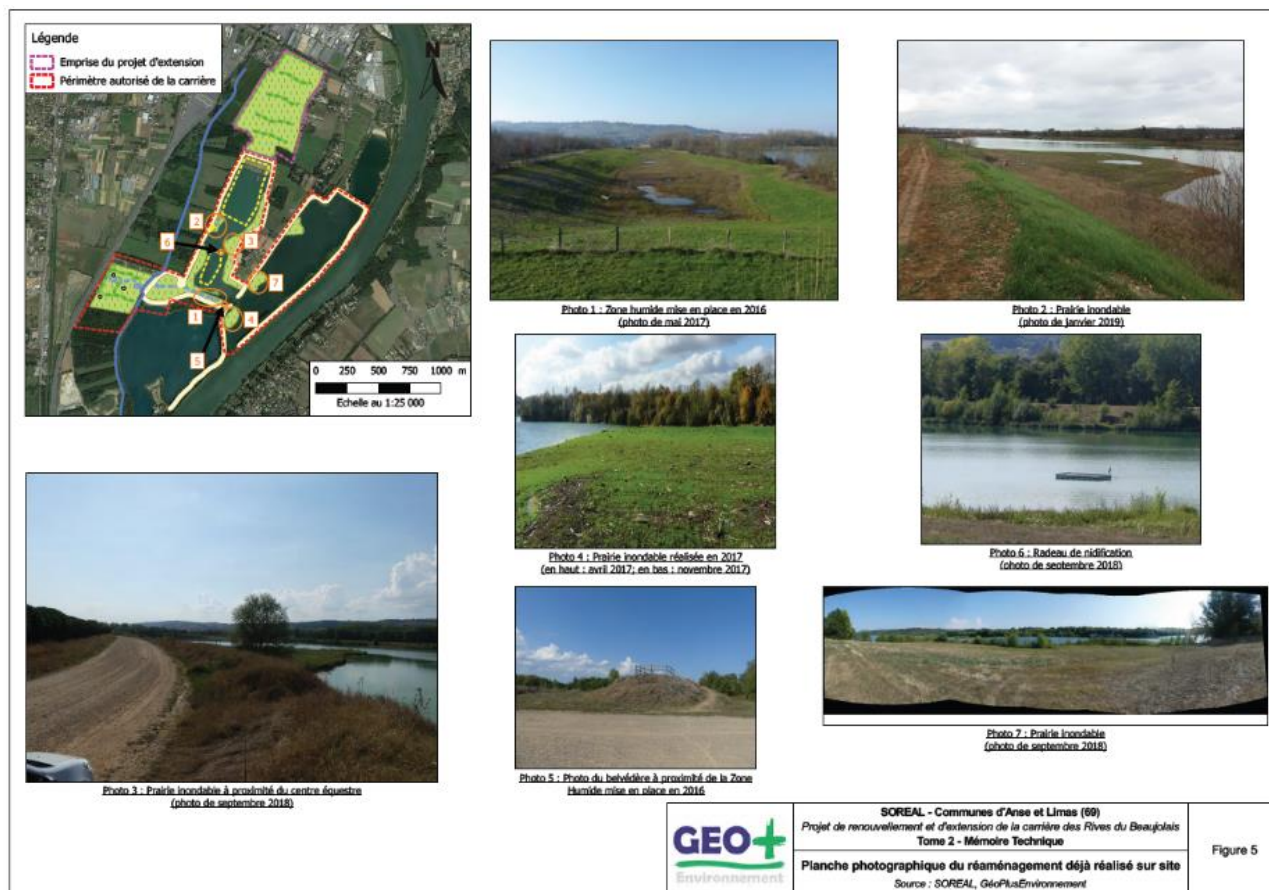 Légende
Emprise du projet d'extension
Périmètre autorisé de la carrière
N
2
6
3
7
1
4
5
0 250 500 750 1000 m
Echelle au 1:25 000
Photo 1 : Zone humide mise en place en 2016
(photo de mai 2017)
Photo 2 : Prairie inondable
(photo de janvier 2019)
Photo 4 : Prairie inondable réalisée en 2017
(en haut : avril 2017; en bas : novembre 2017)
Photo 6 : Radeau de nidification
(photo de septembre 2018)
Photo 3 : Prairie inondable à proximité du centre équestre
(photo de septembre 2018)
Photo 5 : Photo du belvédère à proximité de la Zone
Humide mise en place en 2016
Photo 7 : Prairie inondable
(photo de septembre 2018)
GEO+
Environnement
SOREAL - Communes d'Anse et Limas (69)
Projet de renouvellement et d'extension de la carrière des Rives du Beaujolais
Tome 2 - Mémoire Technique
Planche photographique du réaménagement déjà réalisé sur site
Source : SOREAL, GéoPlusEnvironnement
Figure 5